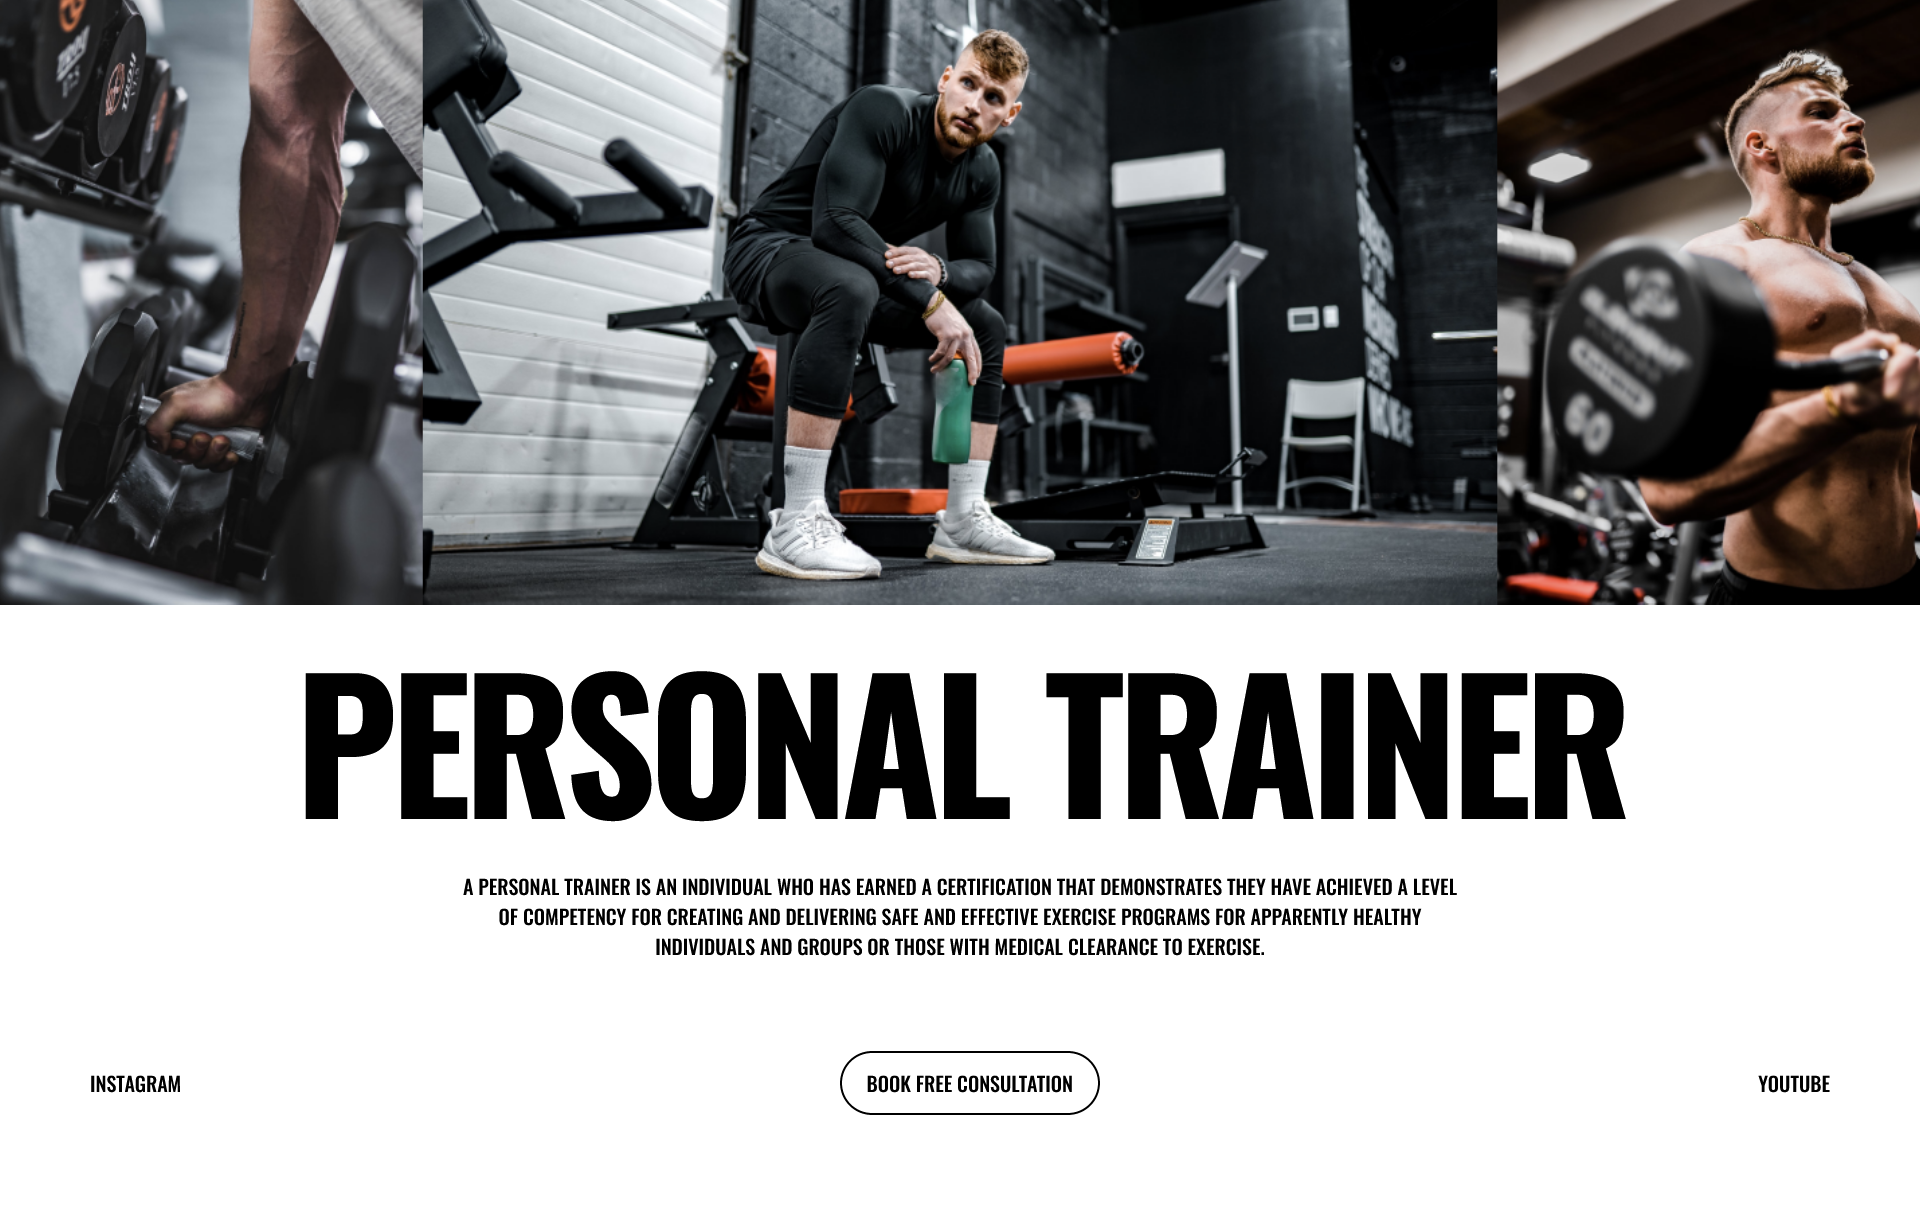 60
PERSONAL TRAINER
A PERSONAL TRAINER IS AN INDIVIDUAL WHO HAS EARNED A CERTIFICATION THAT DEMONSTRATES THEY HAVE ACHIEVED A LEVEL
OF COMPETENCY FOR CREATING AND DELIVERING SAFE AND EFFECTIVE EXERCISE PROGRAMS FOR APPARENTLY HEALTHY
INDIVIDUALS AND GROUPS OR THOSE WITH MEDICAL CLEARANCE TO EXERCISE.
INSTAGRAM
BOOK FREE CONSULTATION
YOUTUBE